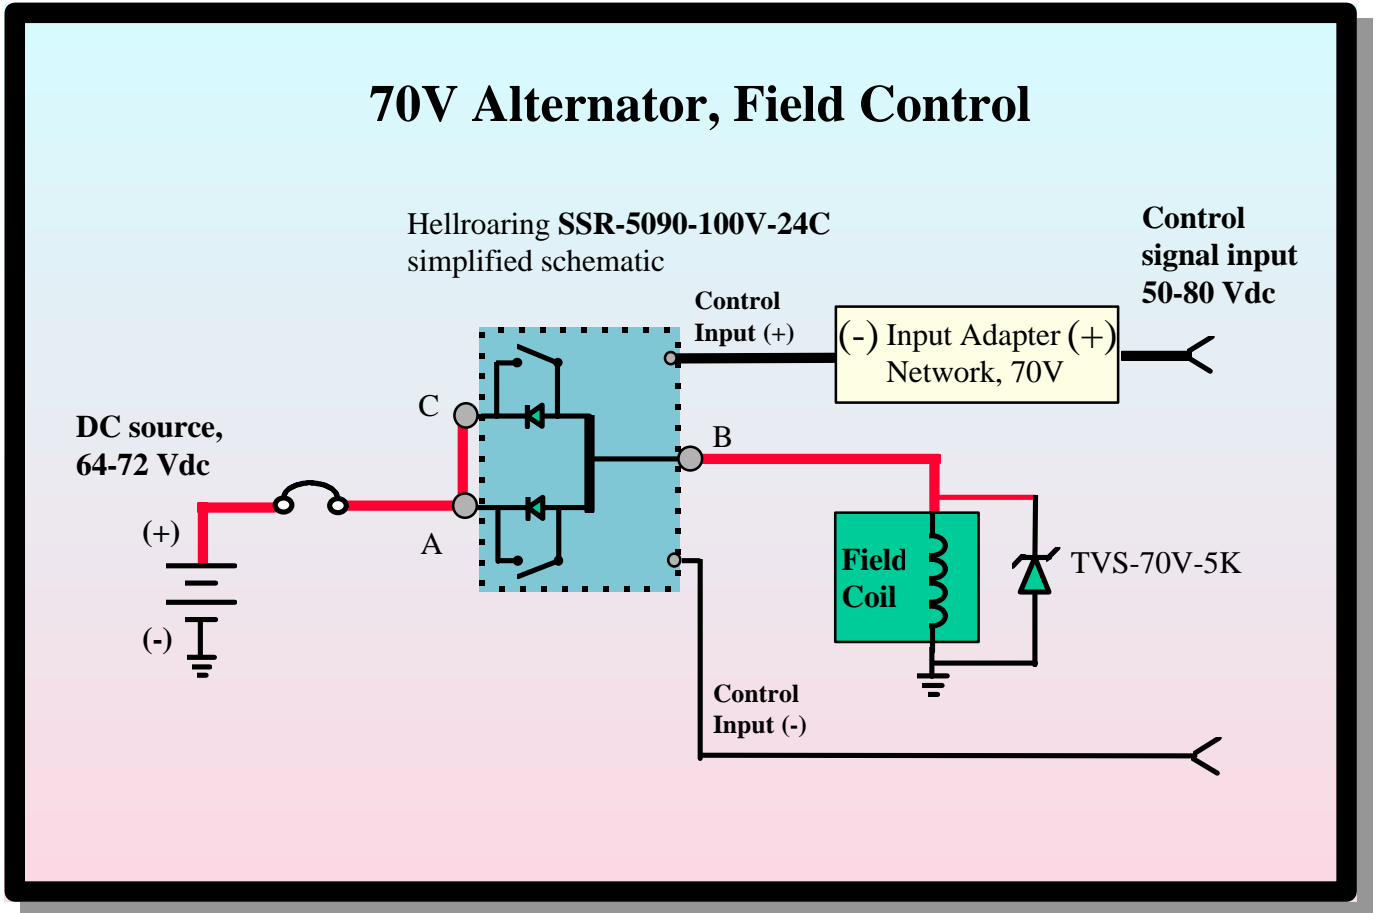 70V Alternator, Field Control
Hellroaring SSR-5090-100V-24C
simplified schematic
Control
signal input
50-80 Vdc
Control
Input (+)
(-) Input Adapter (+)
Network, 70V
C
B
DC source,
64-72 Vdc
(+)
A
Field
Coil
TVS-70V-5K
(-)
Control
Input (-)